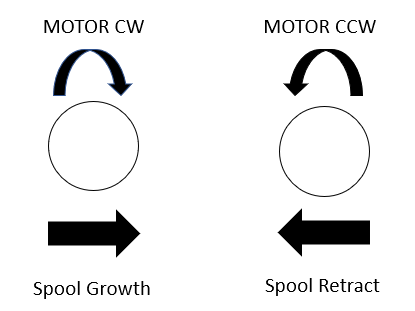 MOTOR CW
MOTOR CCW
Spool Growth
Spool Retract